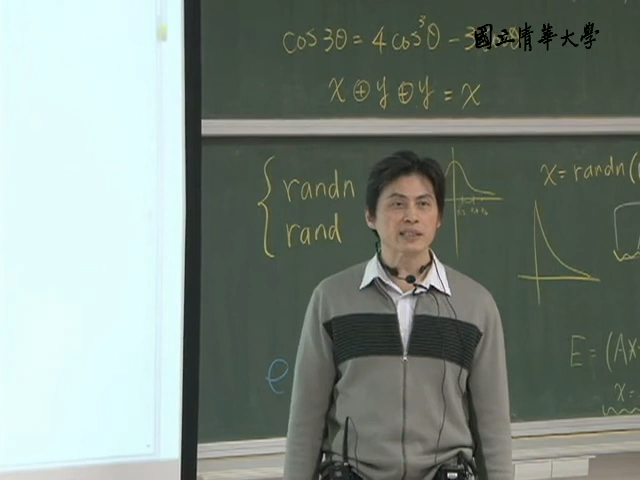 國立清華大學
cos 3θ = 4 cos³θ - 3
x ⊕ y ⊕ y = x
randn
rand
x = randn(
E = (Ax
x =
e